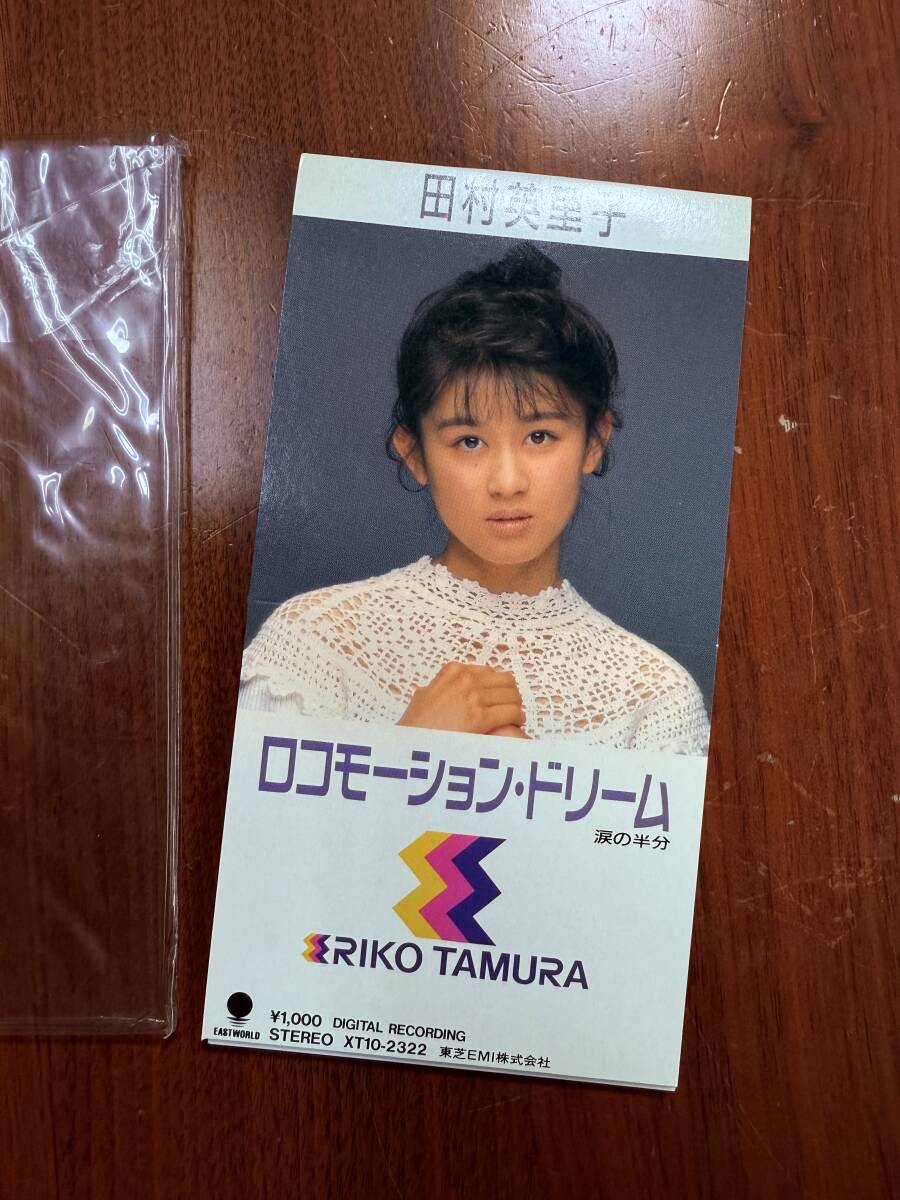 田村英里子
ロコモーション・ドリーム
涙の半分
ERIKO TAMURA
EASTWORLD
¥1,000 DIGITAL RECORDING
STEREO XT10-2322 東芝EMI株式会社